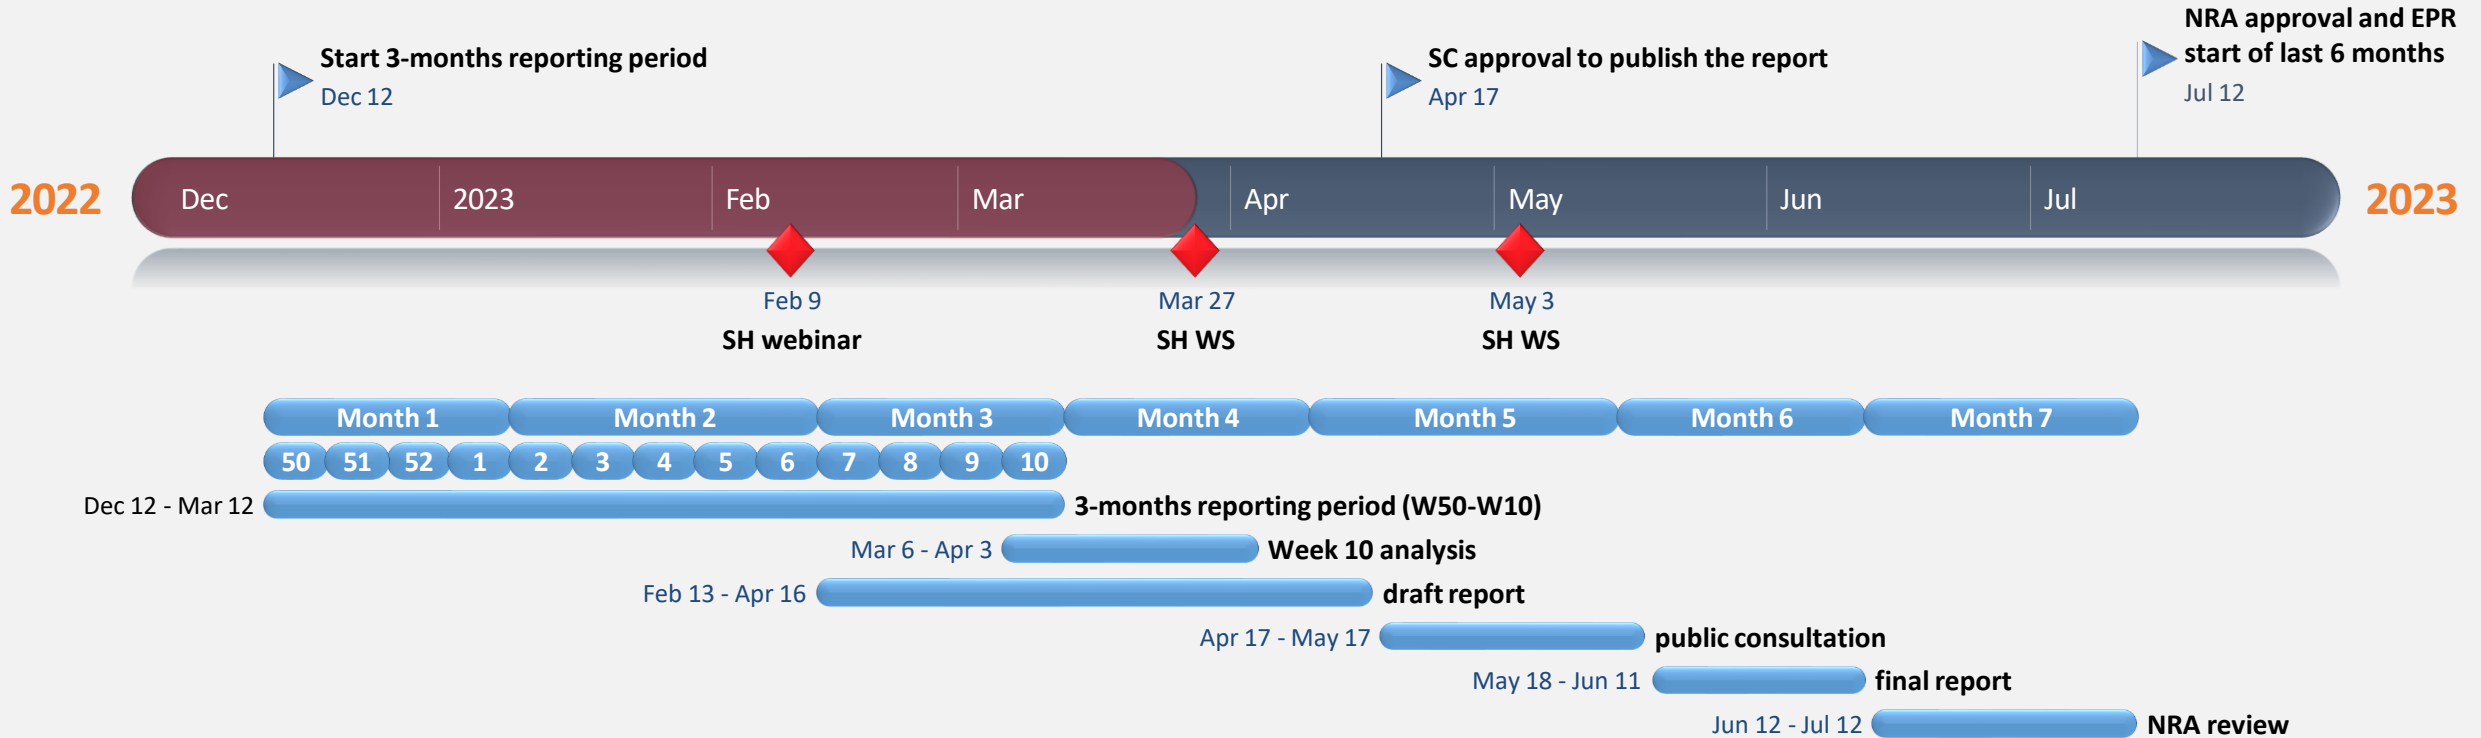 NRA approval and EPR
start of last 6 months
Jul 12
Start 3-months reporting period
Dec 12
SC approval to publish the report
Apr 17
2022
Dec
2023
Feb
Mar
Apr
May
Jun
Jul
2023
Feb 9
SH webinar
Mar 27
SH WS
May 3
SH WS
Month 1
Month 2
Month 3
Month 4
Month 5
Month 6
Month 7
50
51
52
1
2
3
4
5
6
7
8
9
10
Dec 12 - Mar 12
3-months reporting period (W50-W10)
Mar 6 - Apr 3
Week 10 analysis
Feb 13 - Apr 16
draft report
Apr 17 - May 17
public consultation
May 18 - Jun 11
final report
Jun 12 - Jul 12
NRA review